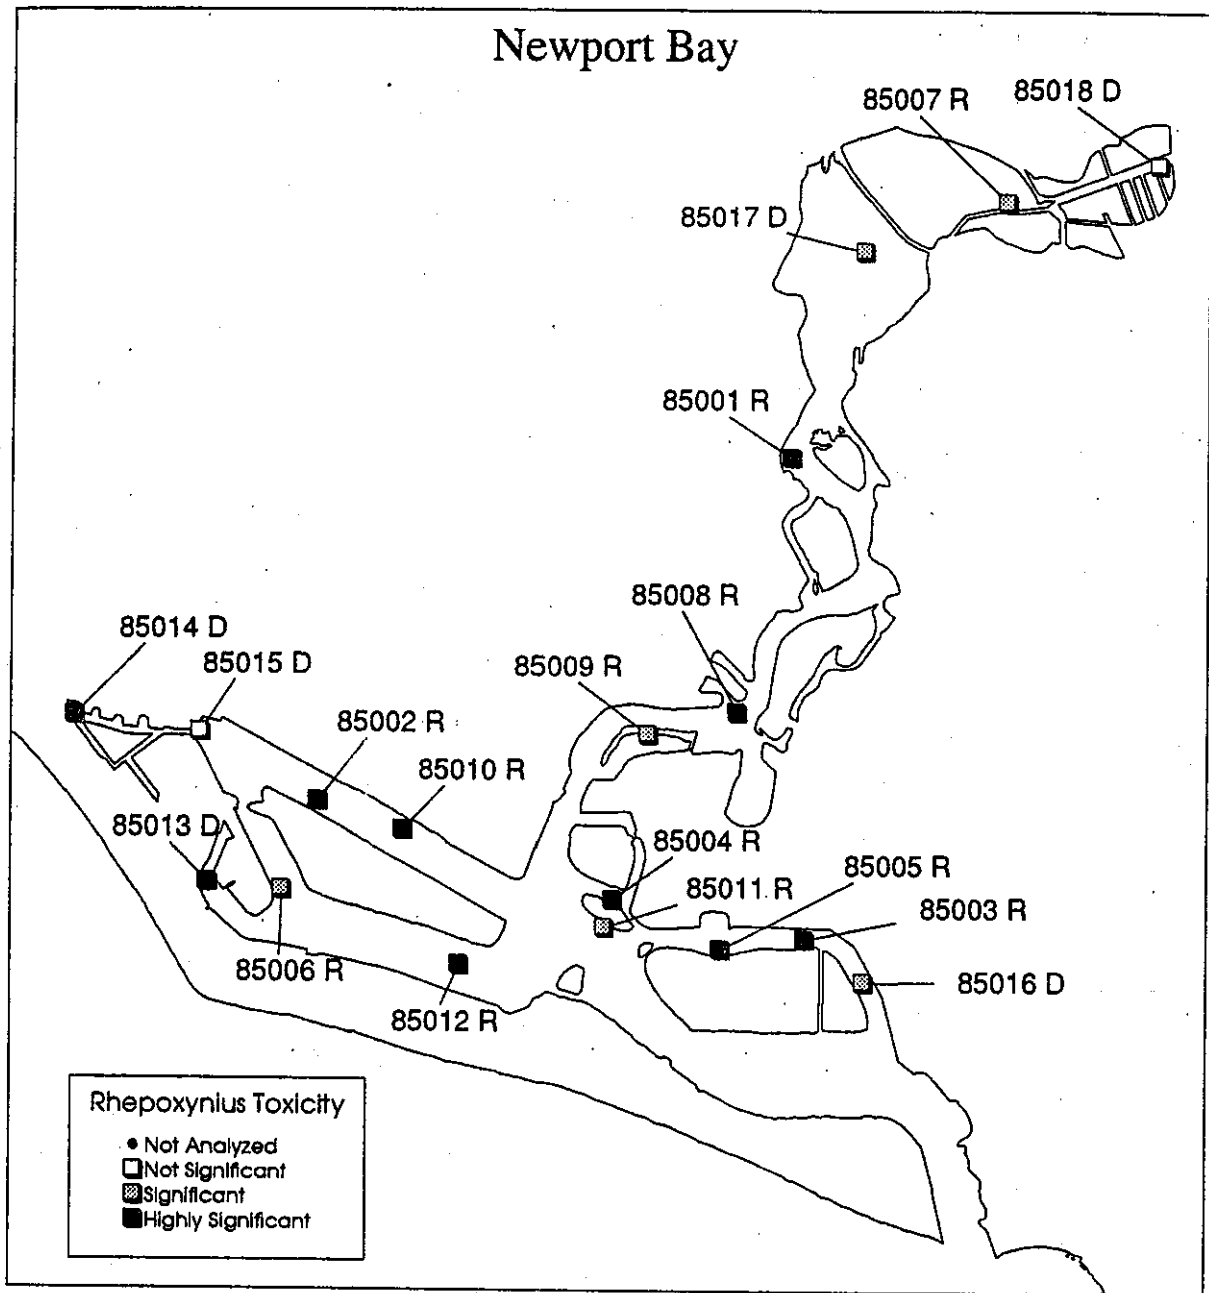 Newport Bay
85018 D
85007 R
85017 D
85001 R
85008 R
85014 D
85015 D
85009 R
85002 R
85010 R
85013 D
85004 R
85005 R
85011 R
85003 R
85006 R
85016 D
85012 R
Rhepoxynius Toxicity
Not Analyzed
Not Significant
Significant
Highly Significant